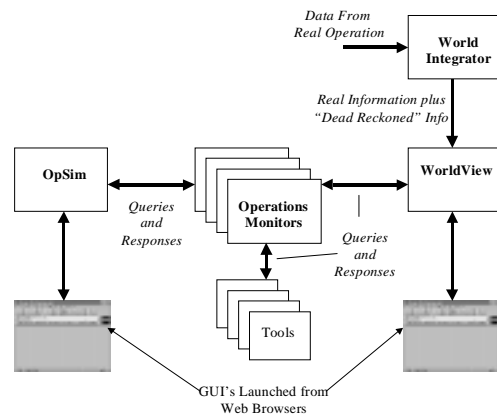 Data From
Real Operation
World
Integrator
Real Information plus
“Dead Reckoned” Info
OpSim
WorldView
Operations
Monitors
Queries
and
Responses
Queries
and
Responses
Tools
GUI's Launched from
Web Browsers